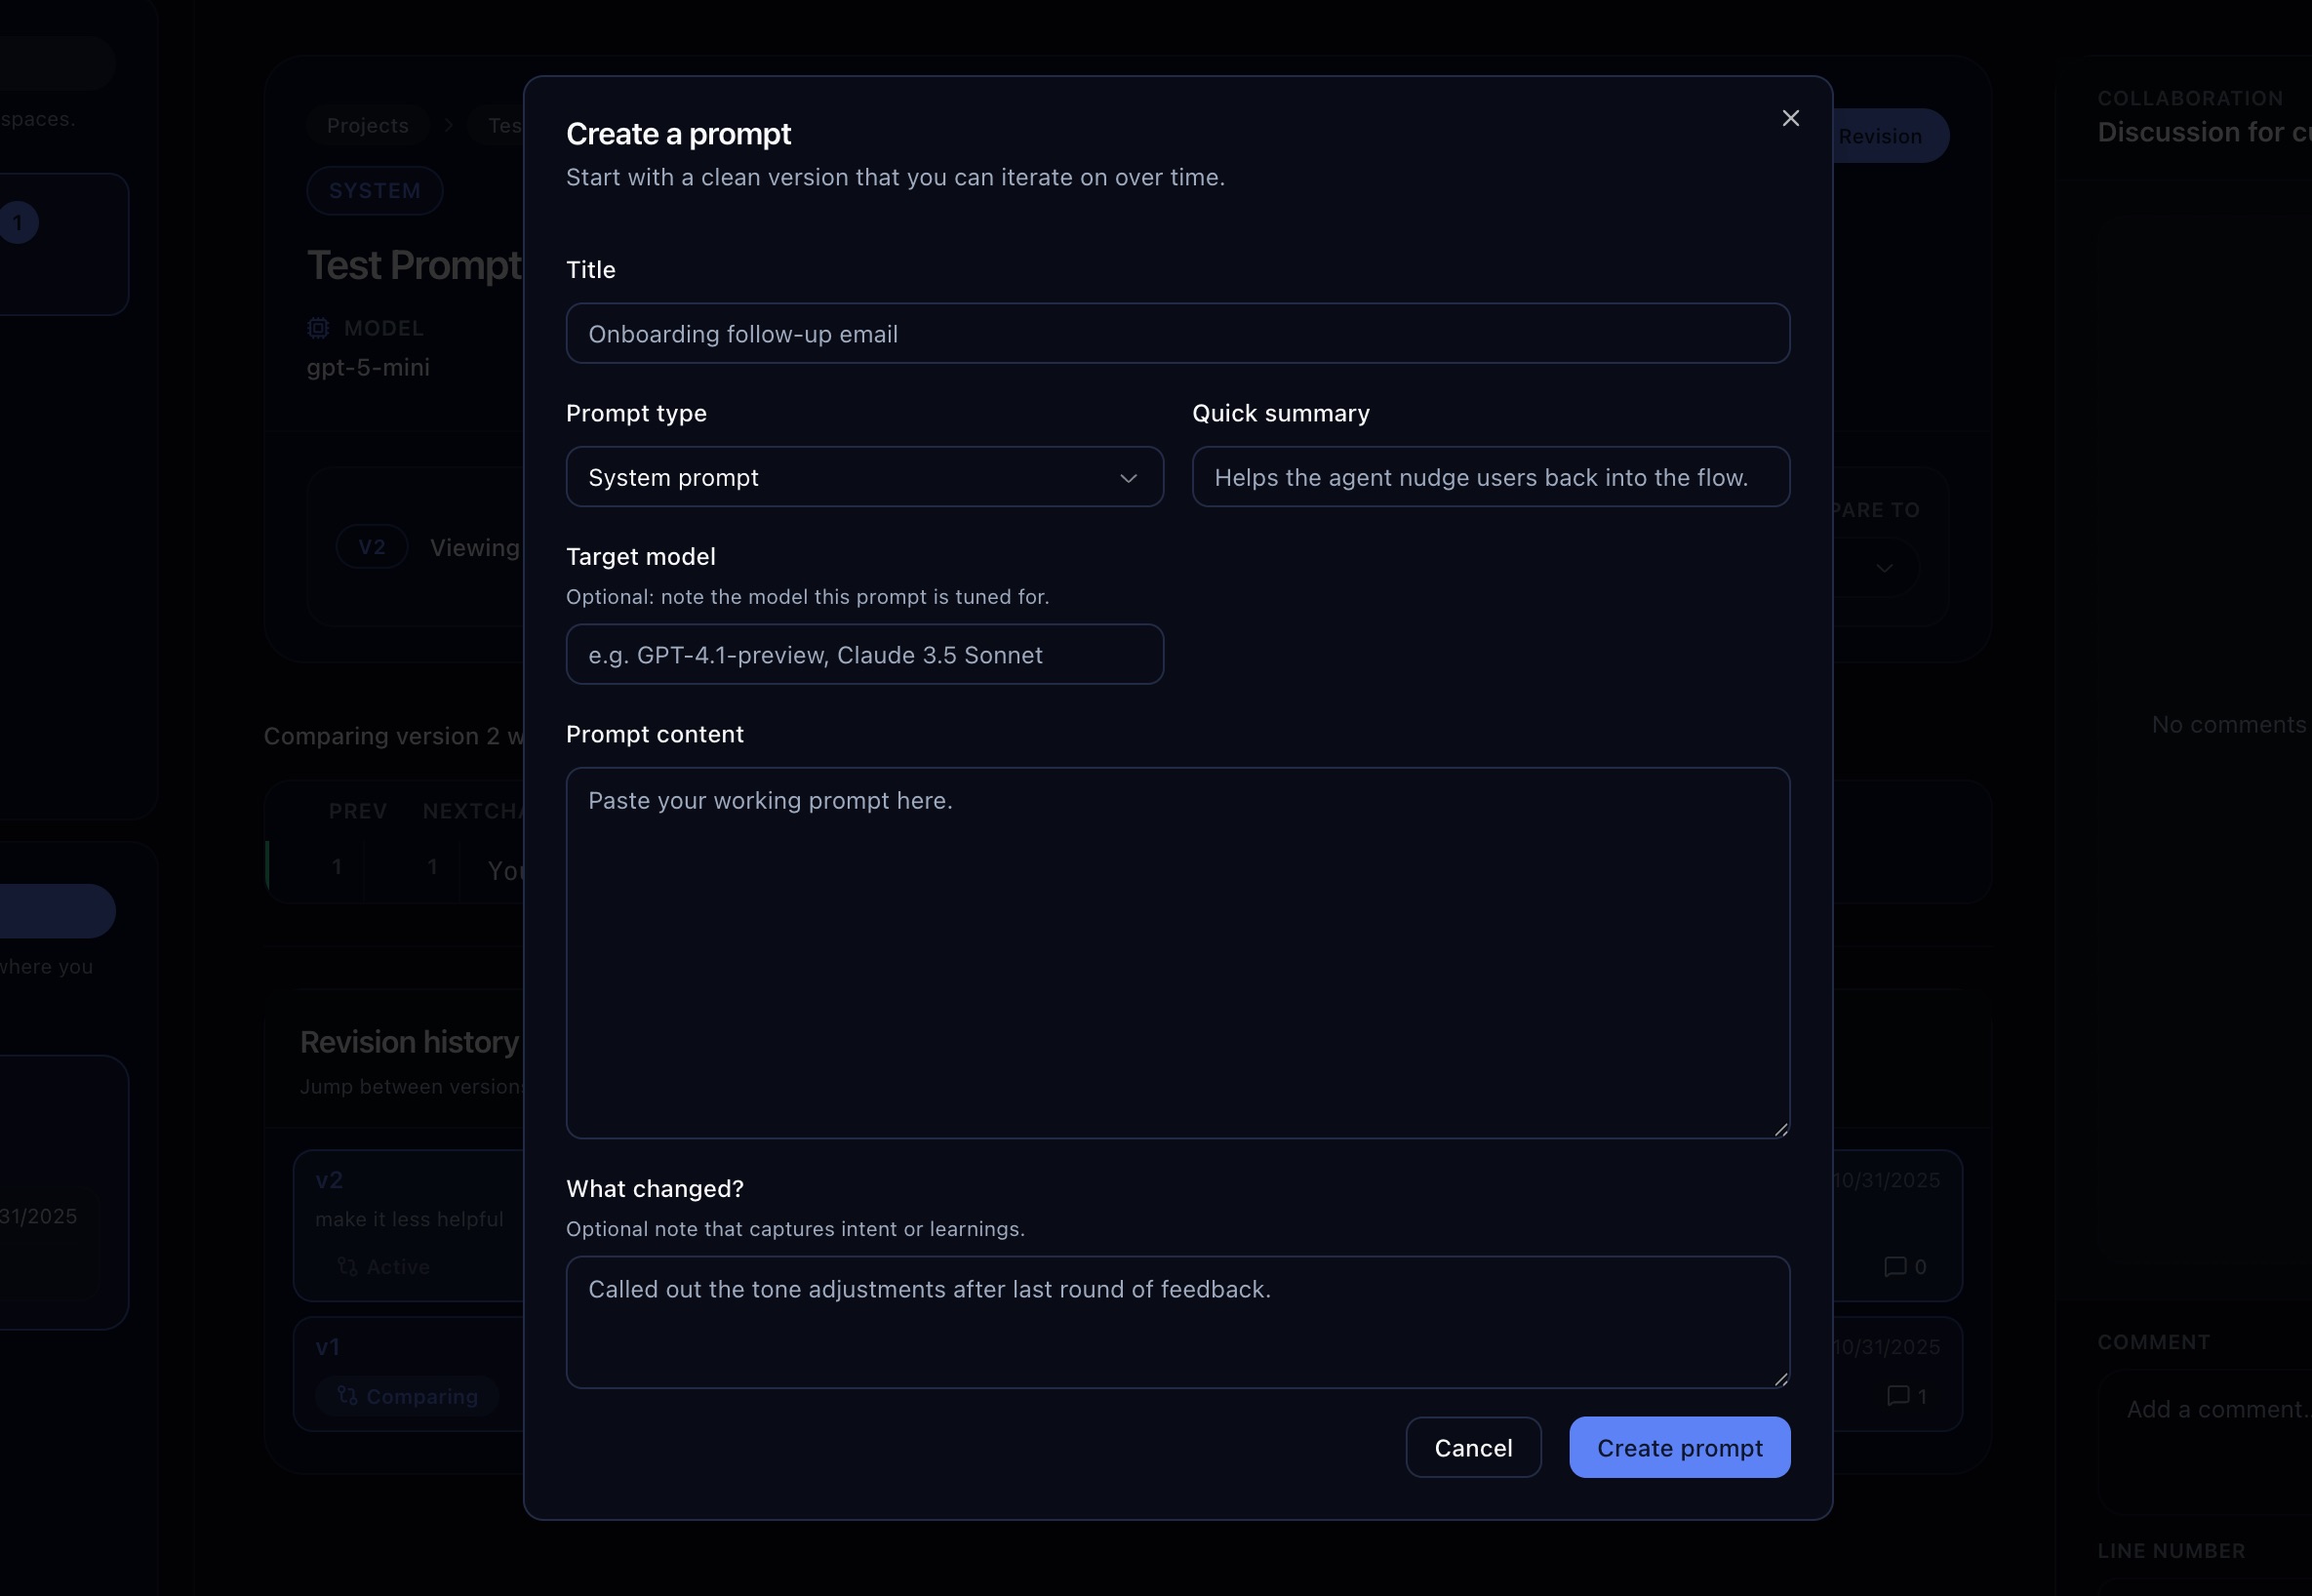 spaces.
1
Projects
Tes
SYSTEM
Test Prompt
MODEL
gpt-5-mini
V2
Viewing
Comparing version 2 w
PREV
NEXTCHA
1
1
You
where you
Revision history
Jump between versions
31/2025
v2
make it less helpful
Active
v1
Comparing
Create a prompt
Start with a clean version that you can iterate on over time.
Title
Onboarding follow-up email
Prompt type
Quick summary
System prompt
Helps the agent nudge users back into the flow.
Target model
Optional: note the model this prompt is tuned for.
e.g. GPT-4.1-preview, Claude 3.5 Sonnet
Prompt content
Paste your working prompt here.
What changed?
Optional note that captures intent or learnings.
Called out the tone adjustments after last round of feedback.
Cancel
Create prompt
Revision
PARE TO
10/31/2025
0
10/31/2025
1
COLLABORATION
Discussion for cu
No comments
COMMENT
Add a comment..
LINE NUMBER